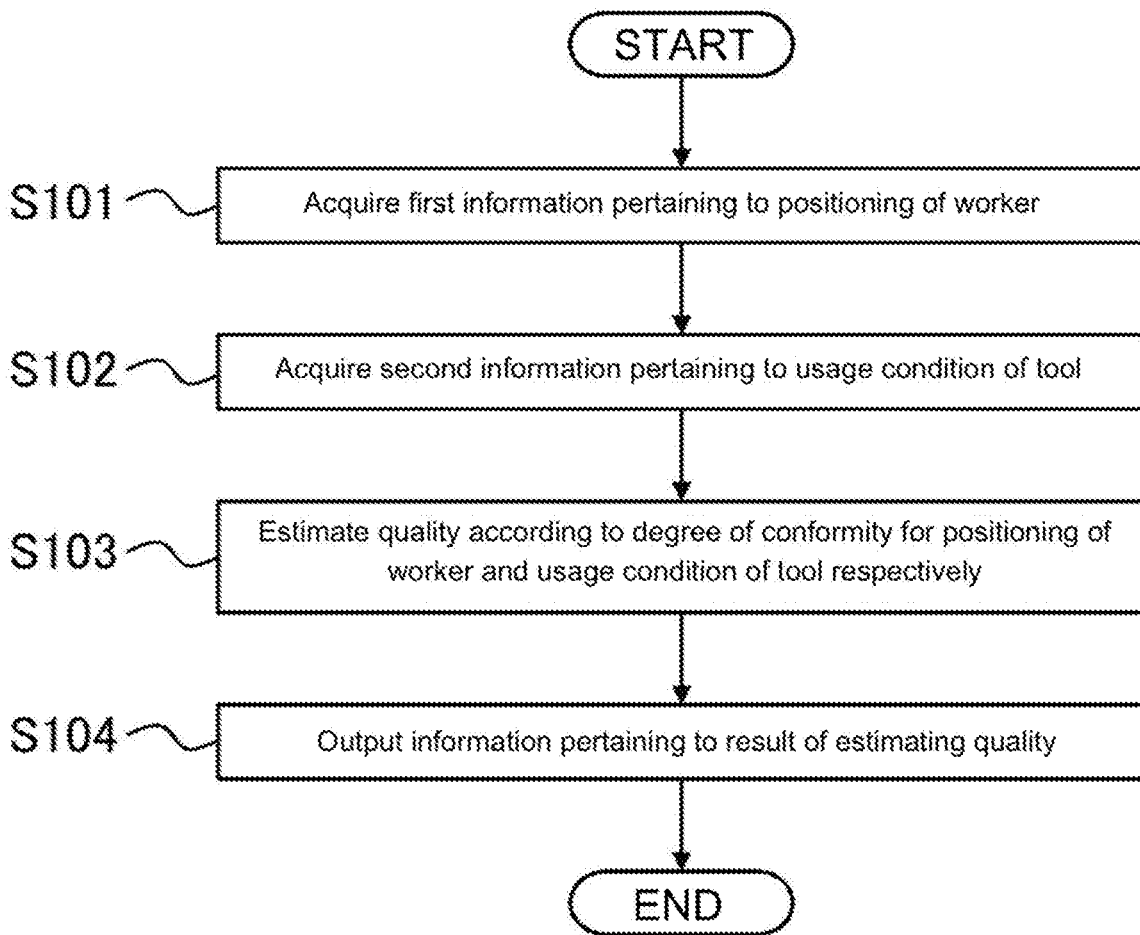 START
S101
Acquire first information pertaining to positioning of worker
S102
Acquire second information pertaining to usage condition of tool
S103
Estimate quality according to degree of conformity for positioning of
worker and usage condition of tool respectively
S104
Output information pertaining to result of estimating quality
END